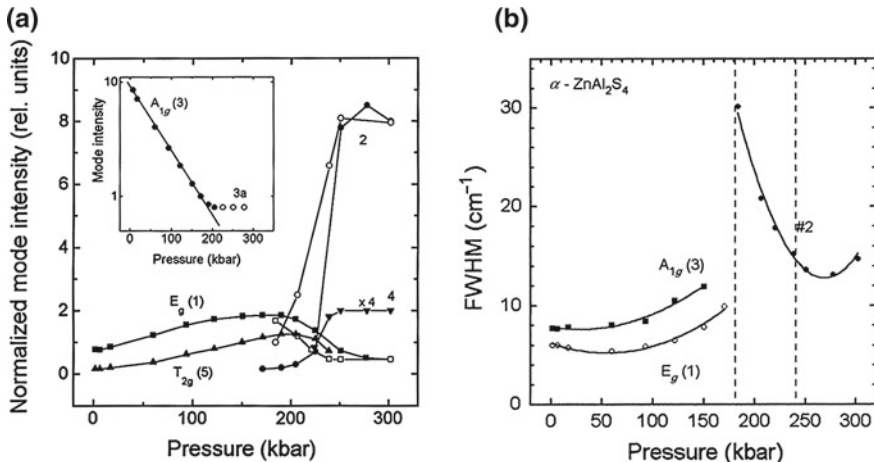 (a)
Normalized mode intensity (rel. units)
10
8
6
4
2
0
0 100 200 300
Pressure (kbar)
Mode intensity
10
1
A1g (3)
3a
0 100 200 300
Pressure (kbar)
2
x 4 4
Eg (1)
T2g (5)
(b)
FWHM (cm⁻¹)
30
20
10
0
0 50 100 150 200 250 300
Pressure (kbar)
α - ZnAl2S4
#2
A1g (3)
Eg (1)